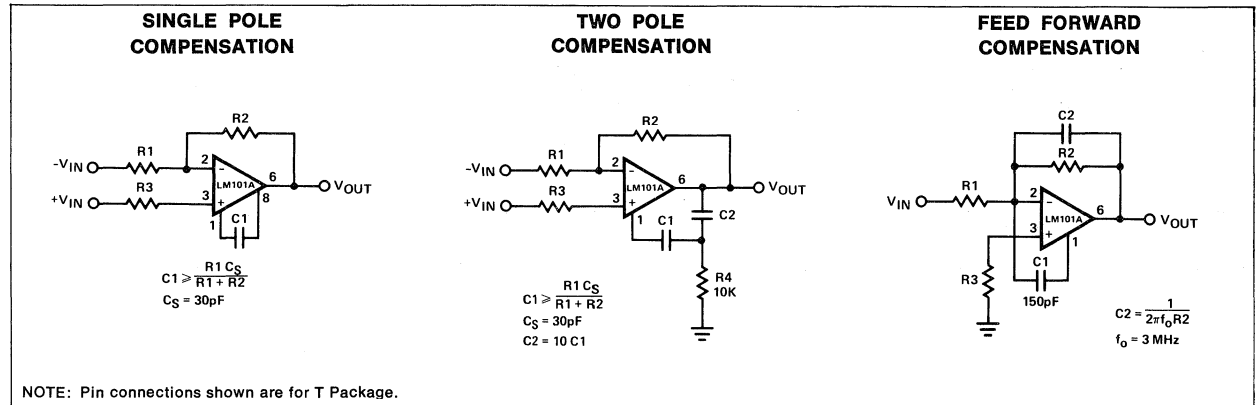 SINGLE POLE
COMPENSATION
R2
R1
-VIN
2
-
LM101A
6
VOUT
R3
+VIN
3
+
8
1
C1
C1 ⩾ R1 CS
R1 + R2
CS = 30pF
TWO POLE
COMPENSATION
R2
R1
-VIN
2
-
LM101A
6
VOUT
R3
+VIN
3
+
1
C1
C2
R4
10K
C1 ⩾ R1 CS
R1 + R2
CS = 30pF
C2 = 10 C1
FEED FORWARD
COMPENSATION
C2
R2
R1
VIN
2
-
LM101A
6
VOUT
3
+
1
C1
R3
150pF
C2 = 1
2πfoR2
fo = 3 MHz
NOTE: Pin connections shown are for T Package.